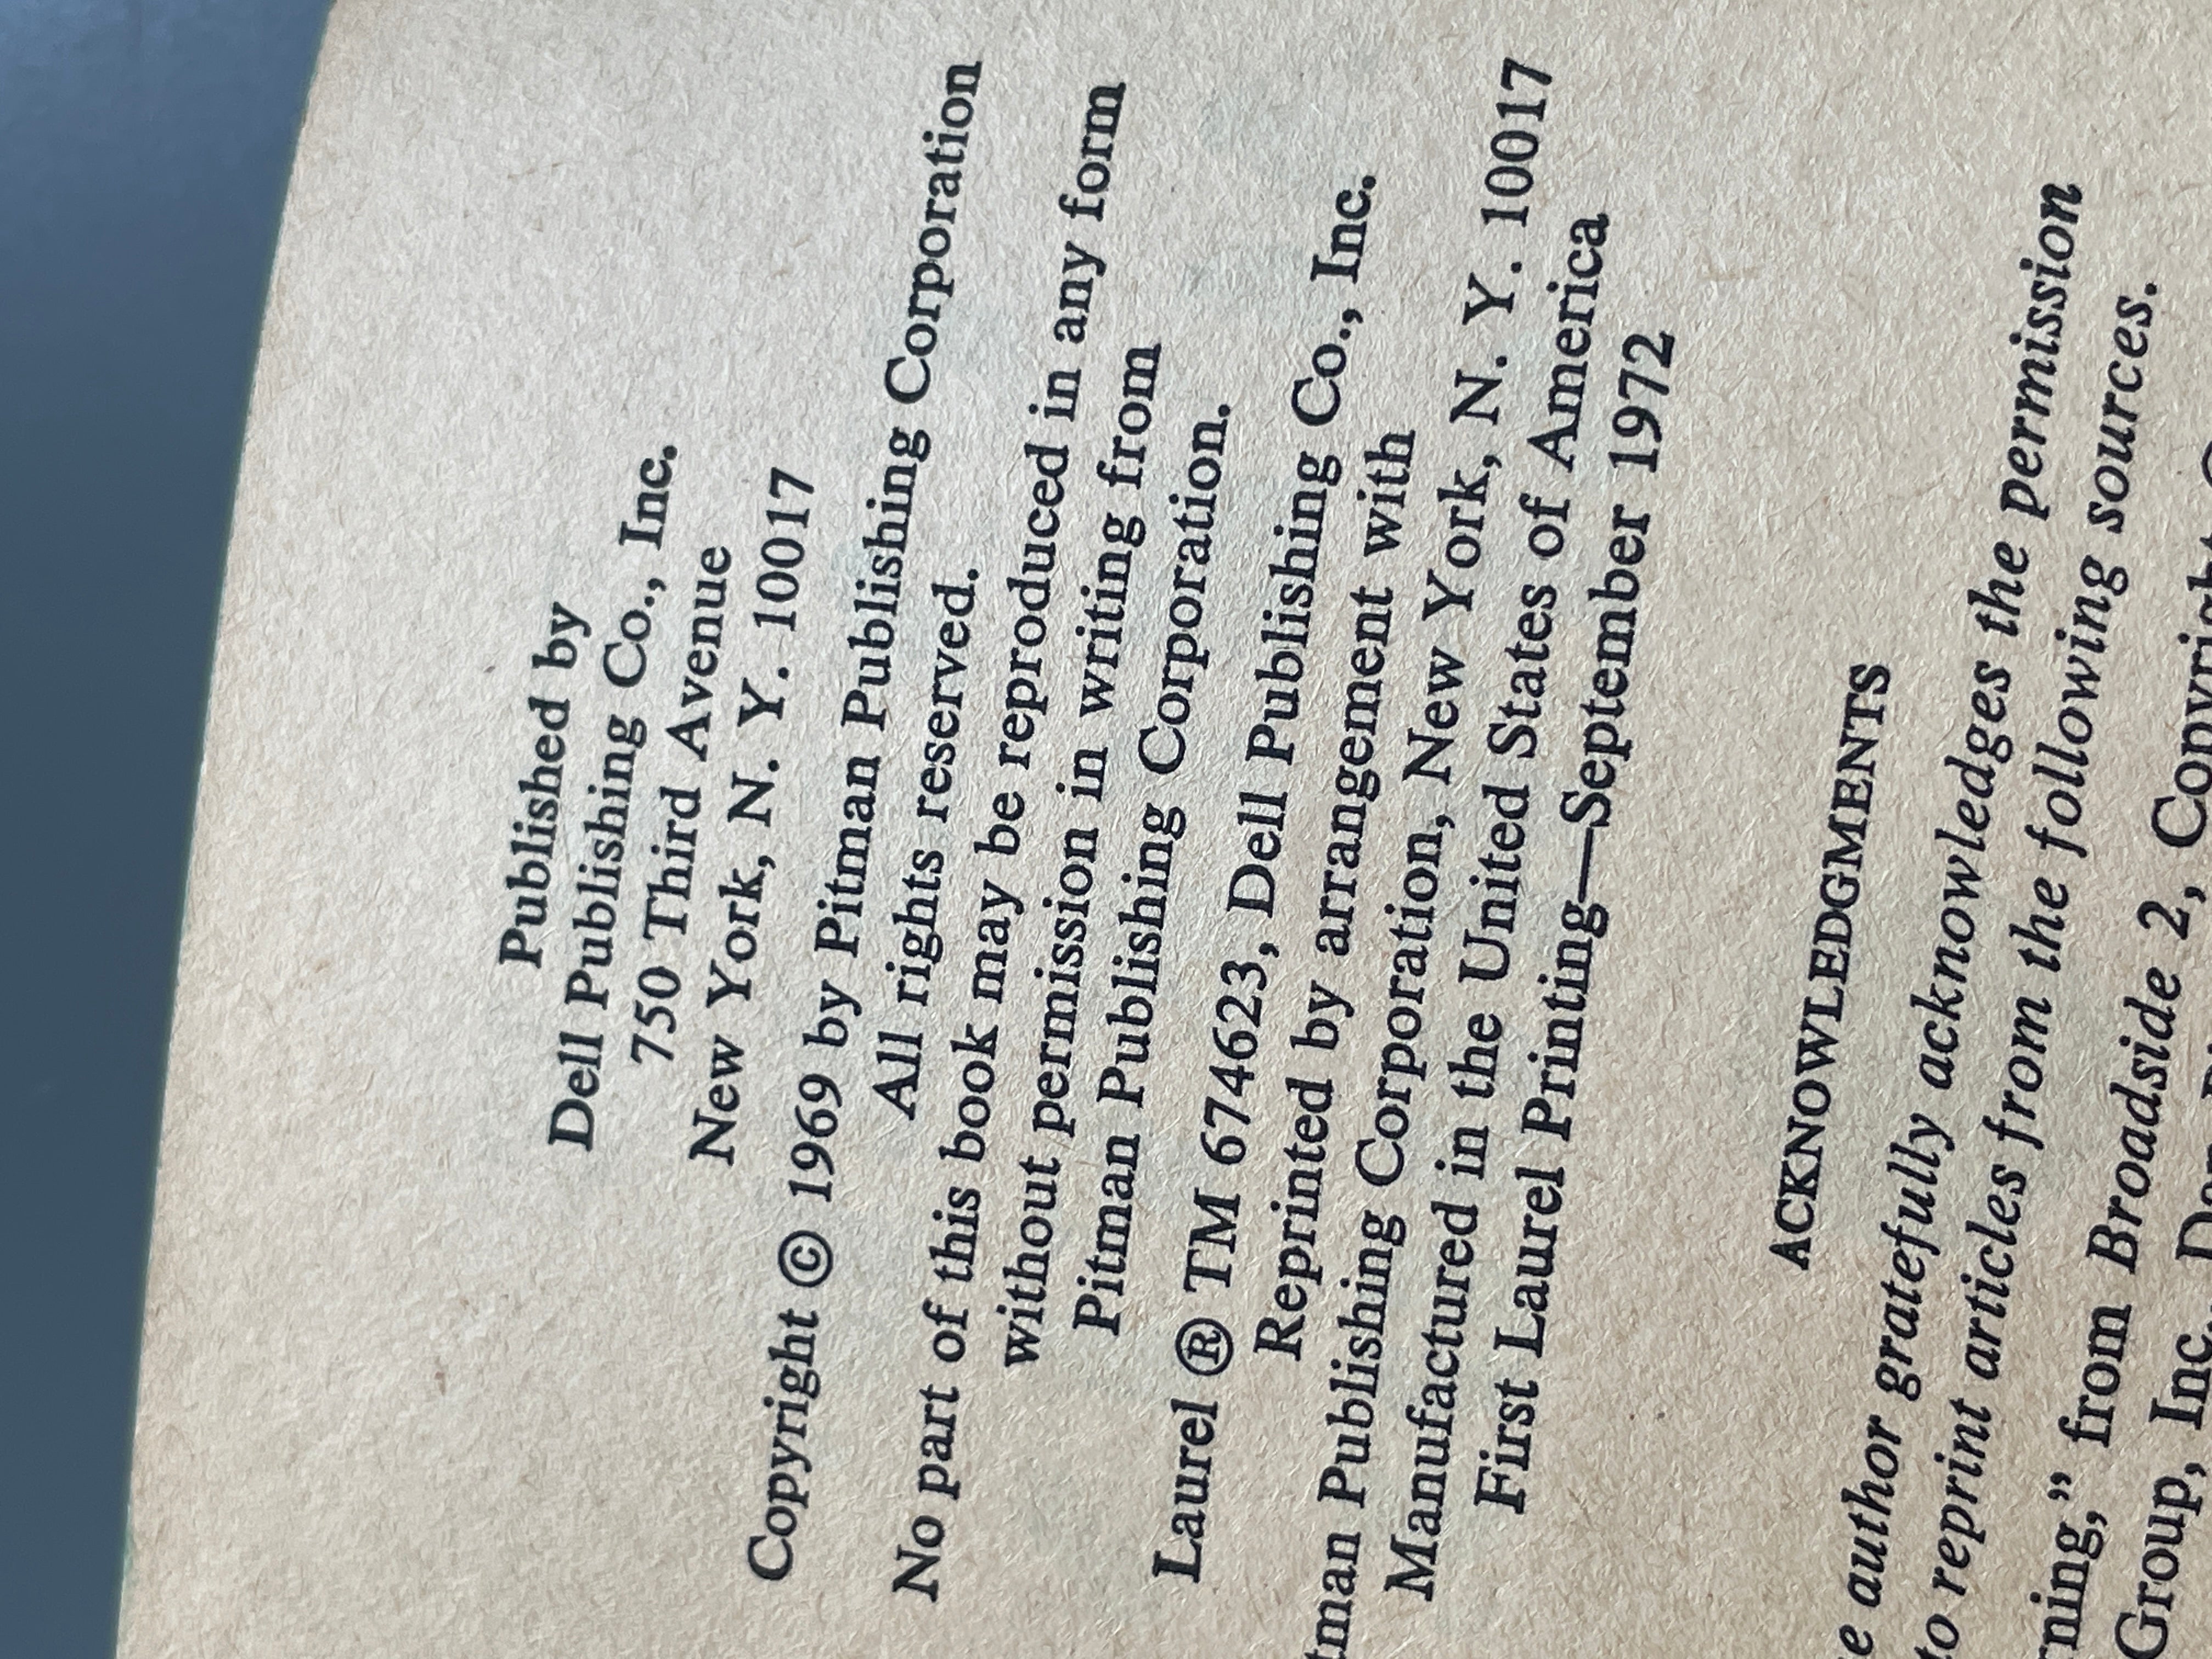 Published by
Dell Publishing Co., Inc.
750 Third Avenue
New York, N. Y. 10017
Copyright © 1969 by Pitman Publishing Corporation
All rights reserved.
No part of this book may be reproduced in any form
without permission in writing from
Pitman Publishing Corporation.
Laurel ® TM 674623, Dell Publishing Co., Inc.
Reprinted by arrangement with
tman Publishing Corporation, New York, N. Y. 10017
Manufactured in the United States of America
First Laurel Printing—September 1972
ACKNOWLEDGMENTS
e author gratefully acknowledges the permission
to reprint articles from the following sources.
rning,” from Broadside 2, Copyright
Group, Inc.